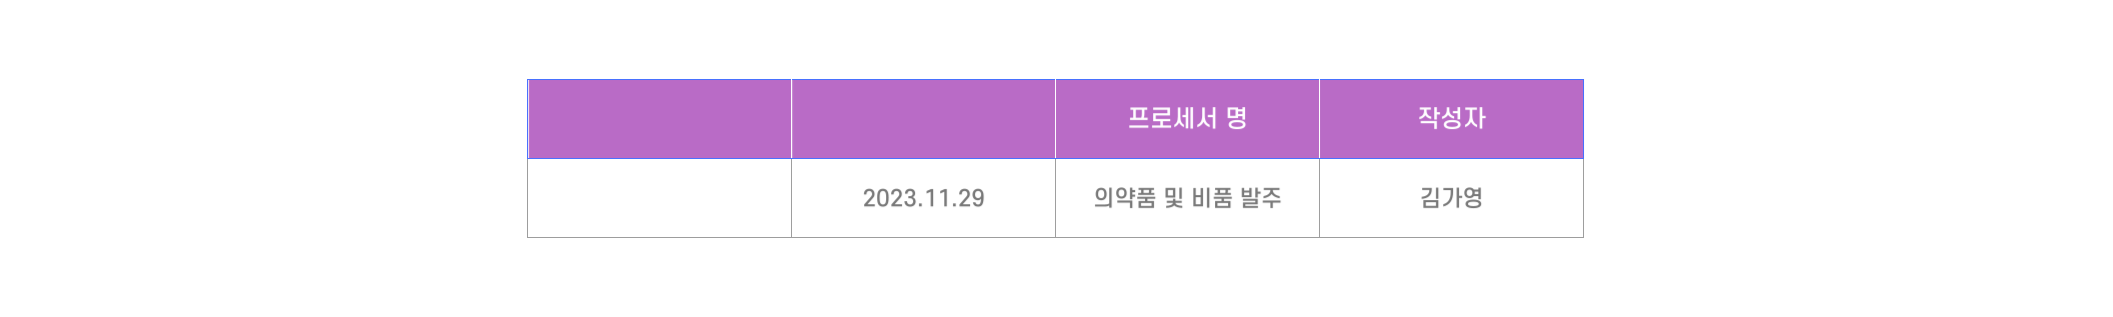 프로세서 명 작성자
2023.11.29 의약품 및 비품 발주 김가영